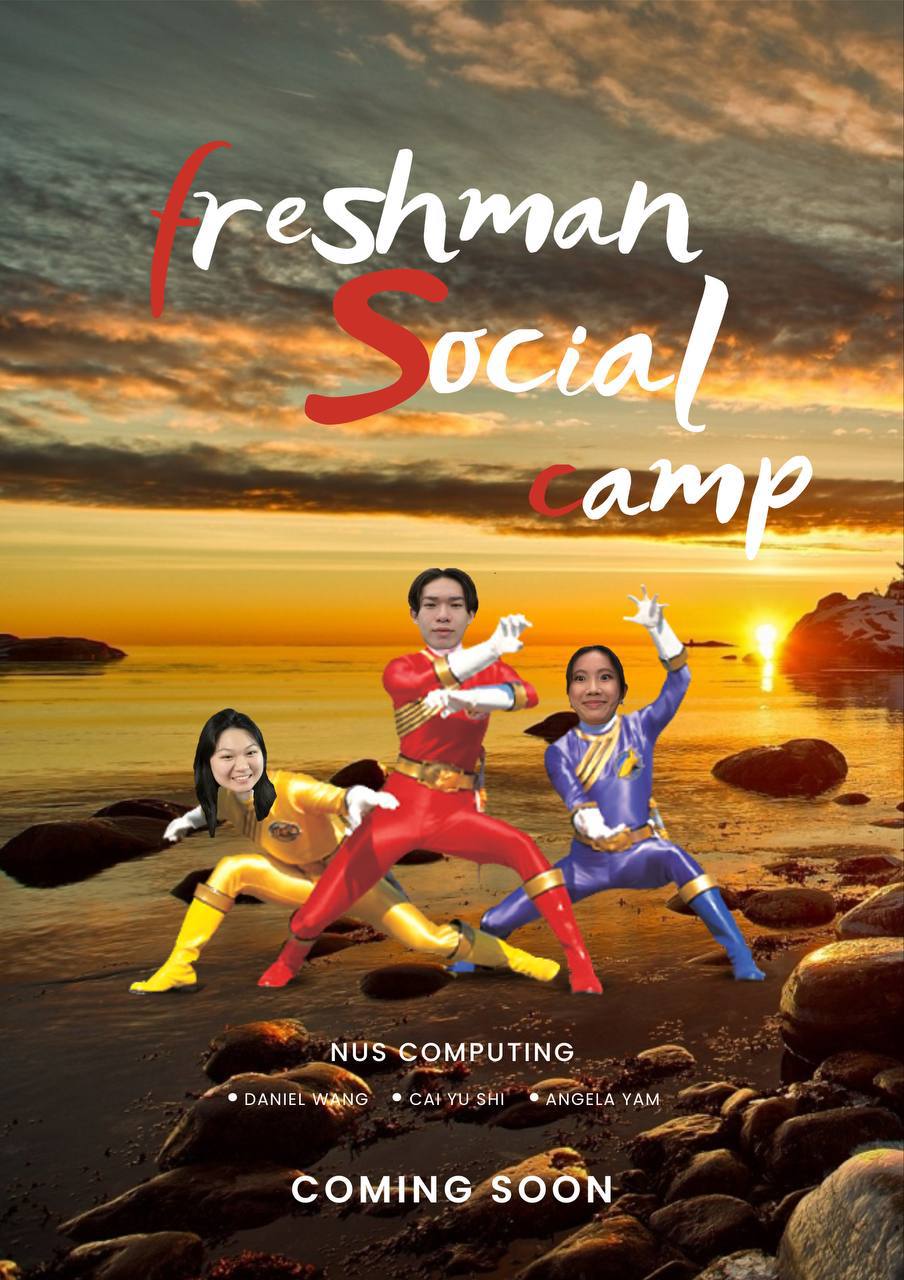 freshman
Social
camp
NUS COMPUTING
• DANIEL WANG • CAI YU SHI • ANGELA YAM
COMING SOON